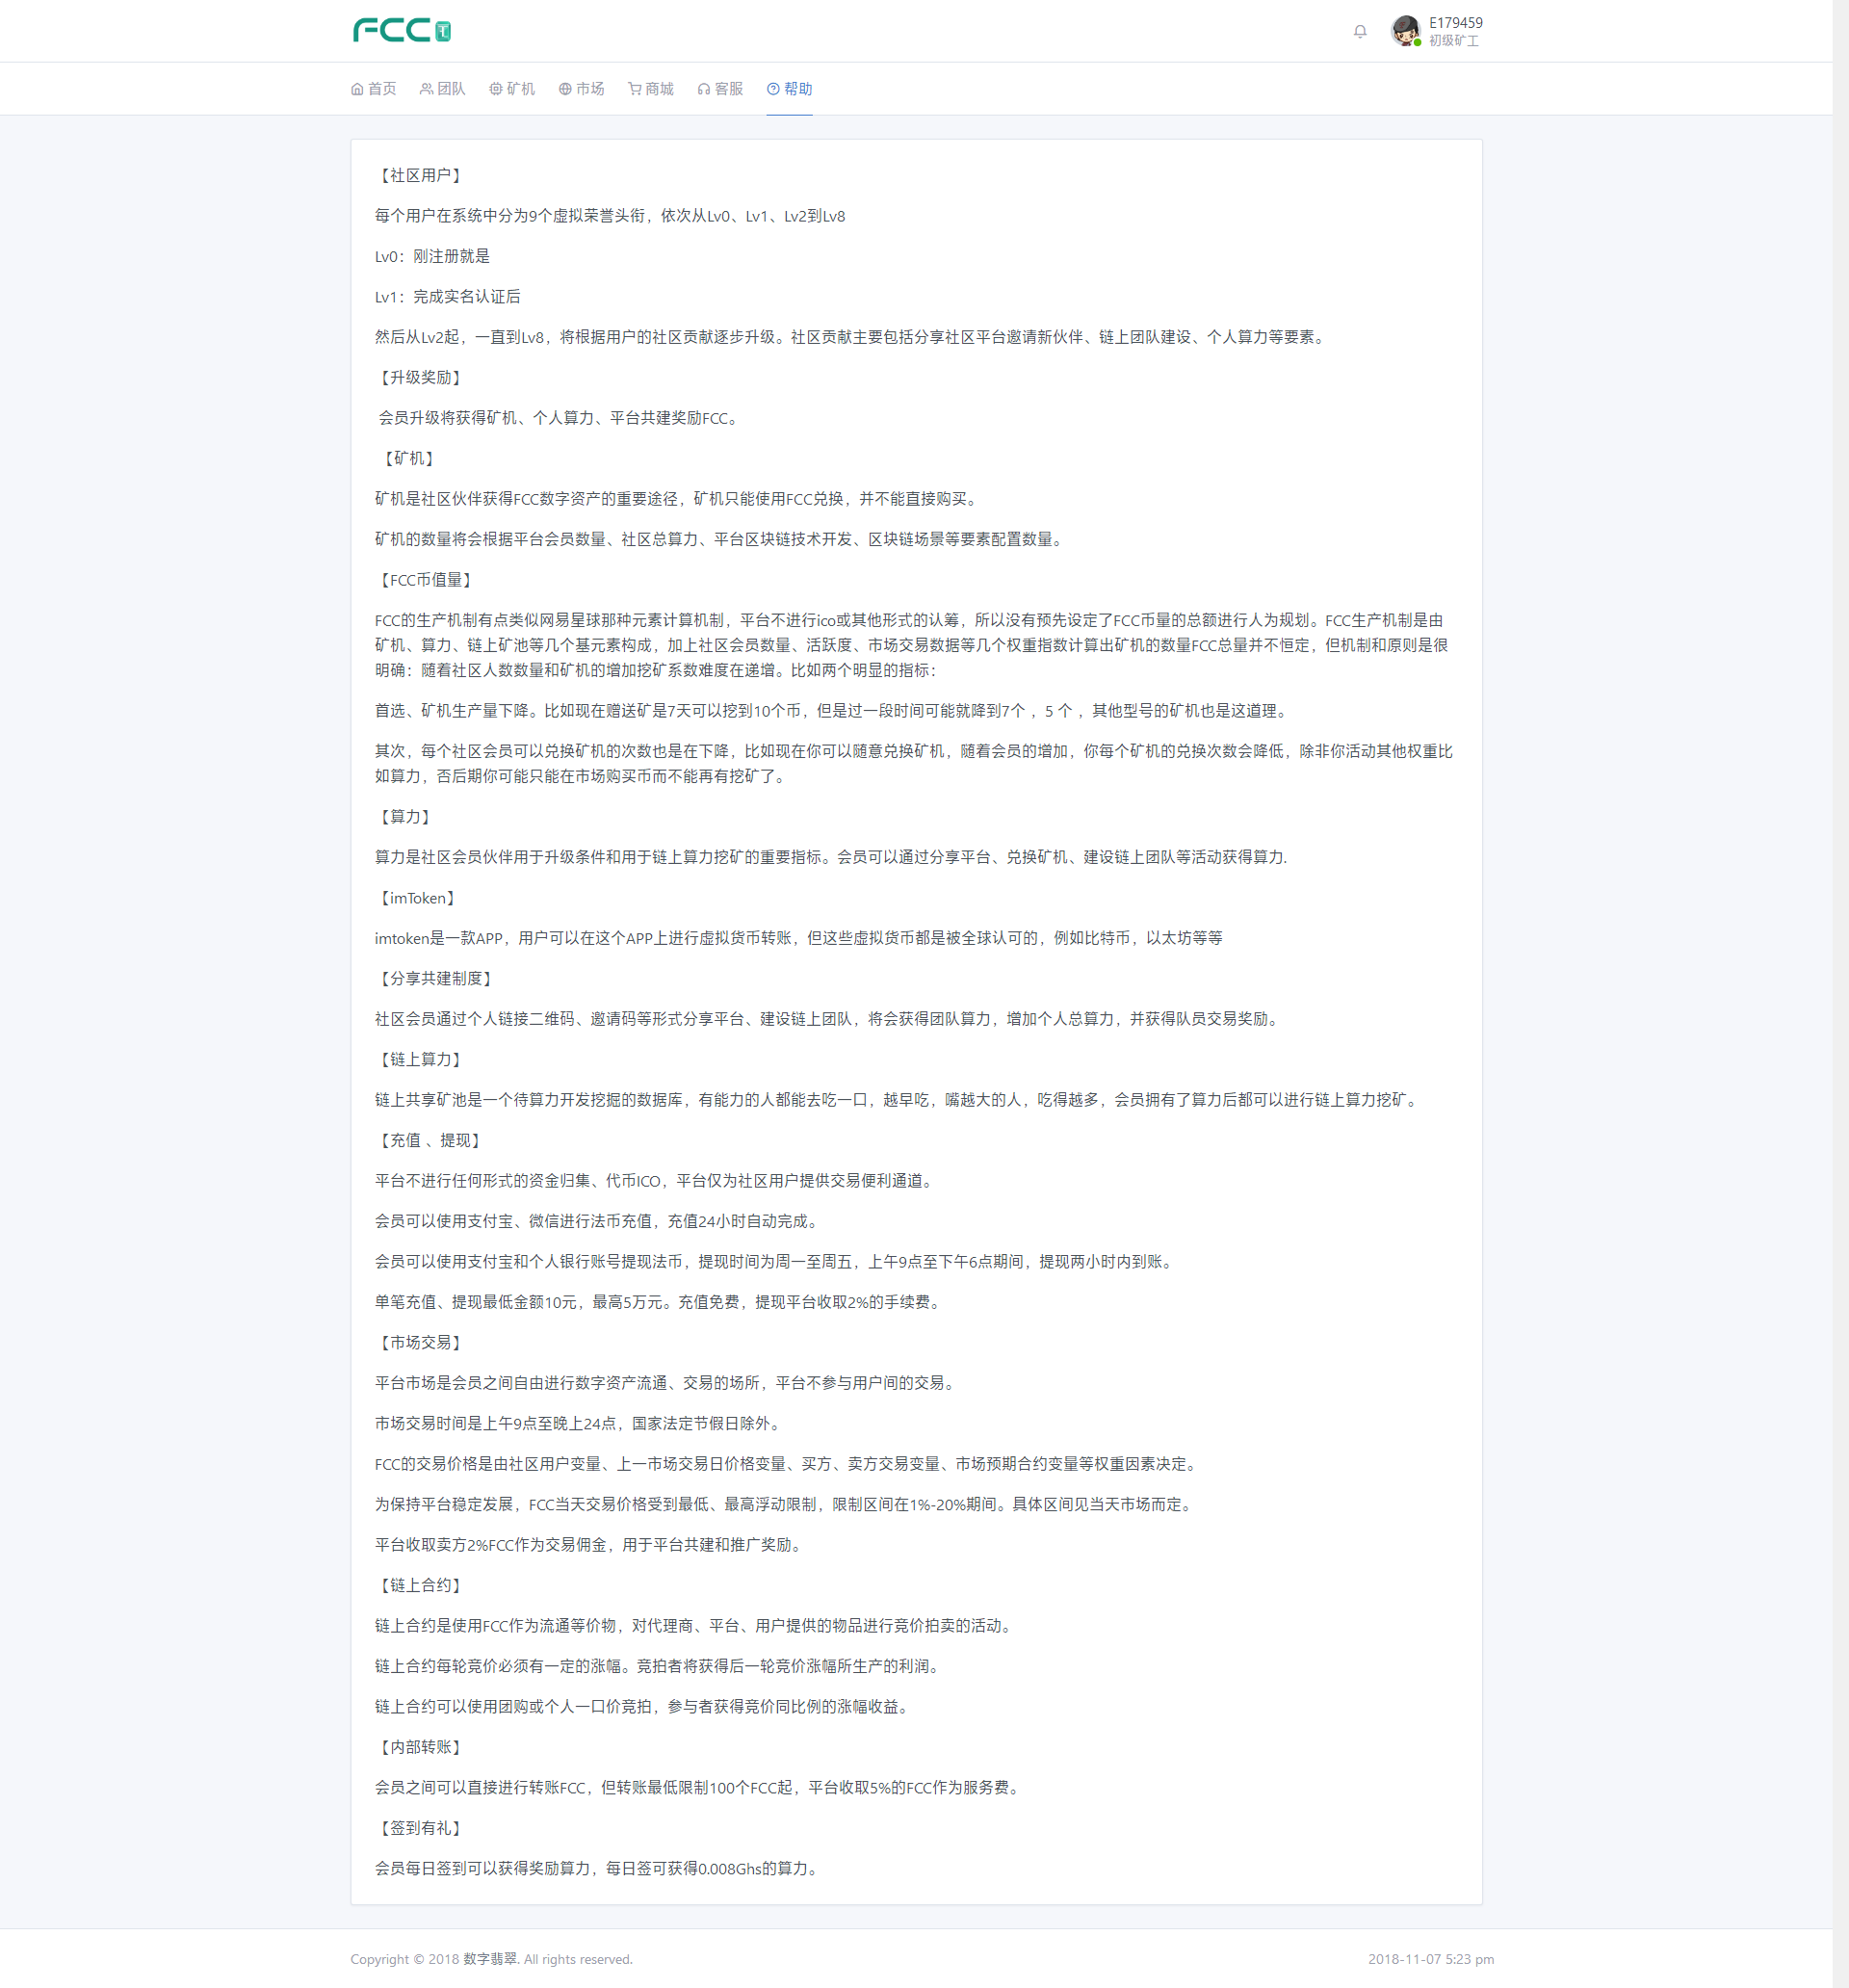 FCC
E179459
初级矿工
首页 团队 矿机 市场 商城 客服 帮助
【社区用户】
每个用户在系统中分为9个虚拟荣誉头衔，依次从Lv0、Lv1、Lv2到Lv8
Lv0：刚注册就是
Lv1：完成实名认证后
然后从Lv2起，一直到Lv8，将根据用户的社区贡献逐步升级。社区贡献主要包括分享社区平台邀请新伙伴、链上团队建设、个人算力等要素。
【升级奖励】
会员升级将获得矿机、个人算力、平台共建奖励FCC。
【矿机】
矿机是社区伙伴获得FCC数字资产的重要途径，矿机只能使用FCC兑换，并不能直接购买。
矿机的数量将会根据平台会员数量、社区总算力、平台区块链技术开发、区块链场景等要素配置数量。
【FCC币值量】
FCC的生产机制有点类似网易星球那种元素计算机制，平台不进行ico或其他形式的认筹，所以没有预先设定了FCC币量的总额进行人为规划。FCC生产机制是由
矿机、算力、链上矿池等几个基元素构成，加上社区会员数量、活跃度、市场交易数据等几个权重指数计算出矿机的数量FCC总量并不恒定，但机制和原则是很
明确：随着社区人数数量和矿机的增加挖矿系数难度在递增。比如两个明显的指标：
首选、矿机生产量下降。比如现在赠送矿是7天可以挖到10个币，但是过一段时间可能就降到7个 ，5 个 ，其他型号的矿机也是这道理。
其次，每个社区会员可以兑换矿机的次数也是在下降，比如现在你可以随意兑换矿机，随着会员的增加，你每个矿机的兑换次数会降低，除非你活动其他权重比
如算力，否后期你可能只能在市场购买币而不能再有挖矿了。
【算力】
算力是社区会员伙伴用于升级条件和用于链上算力挖矿的重要指标。会员可以通过分享平台、兑换矿机、建设链上团队等活动获得算力.
【imToken】
imtoken是一款APP，用户可以在这个APP上进行虚拟货币转账，但这些虚拟货币都是被全球认可的，例如比特币，以太坊等等
【分享共建制度】
社区会员通过个人链接二维码、邀请码等形式分享平台、建设链上团队，将会获得团队算力，增加个人总算力，并获得队员交易奖励。
【链上算力】
链上共享矿池是一个待算力开发挖掘的数据库，有能力的人都能去吃一口，越早吃，嘴越大的人，吃得越多，会员拥有了算力后都可以进行链上算力挖矿。
【充值 、提现】
平台不进行任何形式的资金归集、代币ICO，平台仅为社区用户提供交易便利通道。
会员可以使用支付宝、微信进行法币充值，充值24小时自动完成。
会员可以使用支付宝和个人银行账号提现法币，提现时间为周一至周五，上午9点至下午6点期间，提现两小时内到账。
单笔充值、提现最低金额10元，最高5万元。充值免费，提现平台收取2%的手续费。
【市场交易】
平台市场是会员之间自由进行数字资产流通、交易的场所，平台不参与用户间的交易。
市场交易时间是上午9点至晚上24点，国家法定节假日除外。
FCC的交易价格是由社区用户变量、上一市场交易日价格变量、买方、卖方交易变量、市场预期合约变量等权重因素决定。
为保持平台稳定发展，FCC当天交易价格受到最低、最高浮动限制，限制区间在1%-20%期间。具体区间见当天市场而定。
平台收取卖方2%FCC作为交易佣金，用于平台共建和推广奖励。
【链上合约】
链上合约是使用FCC作为流通等价物，对代理商、平台、用户提供的物品进行竞价拍卖的活动。
链上合约每轮竞价必须有一定的涨幅。竞拍者将获得后一轮竞价涨幅所生产的利润。
链上合约可以使用团购或个人一口价竞拍，参与者获得竞价同比例的涨幅收益。
【内部转账】
会员之间可以直接进行转账FCC，但转账最低限制100个FCC起，平台收取5%的FCC作为服务费。
【签到有礼】
会员每日签到可以获得奖励算力，每日签可获得0.008Ghs的算力。
Copyright © 2018 数字翡翠. All rights reserved.
2018-11-07 5:23 pm